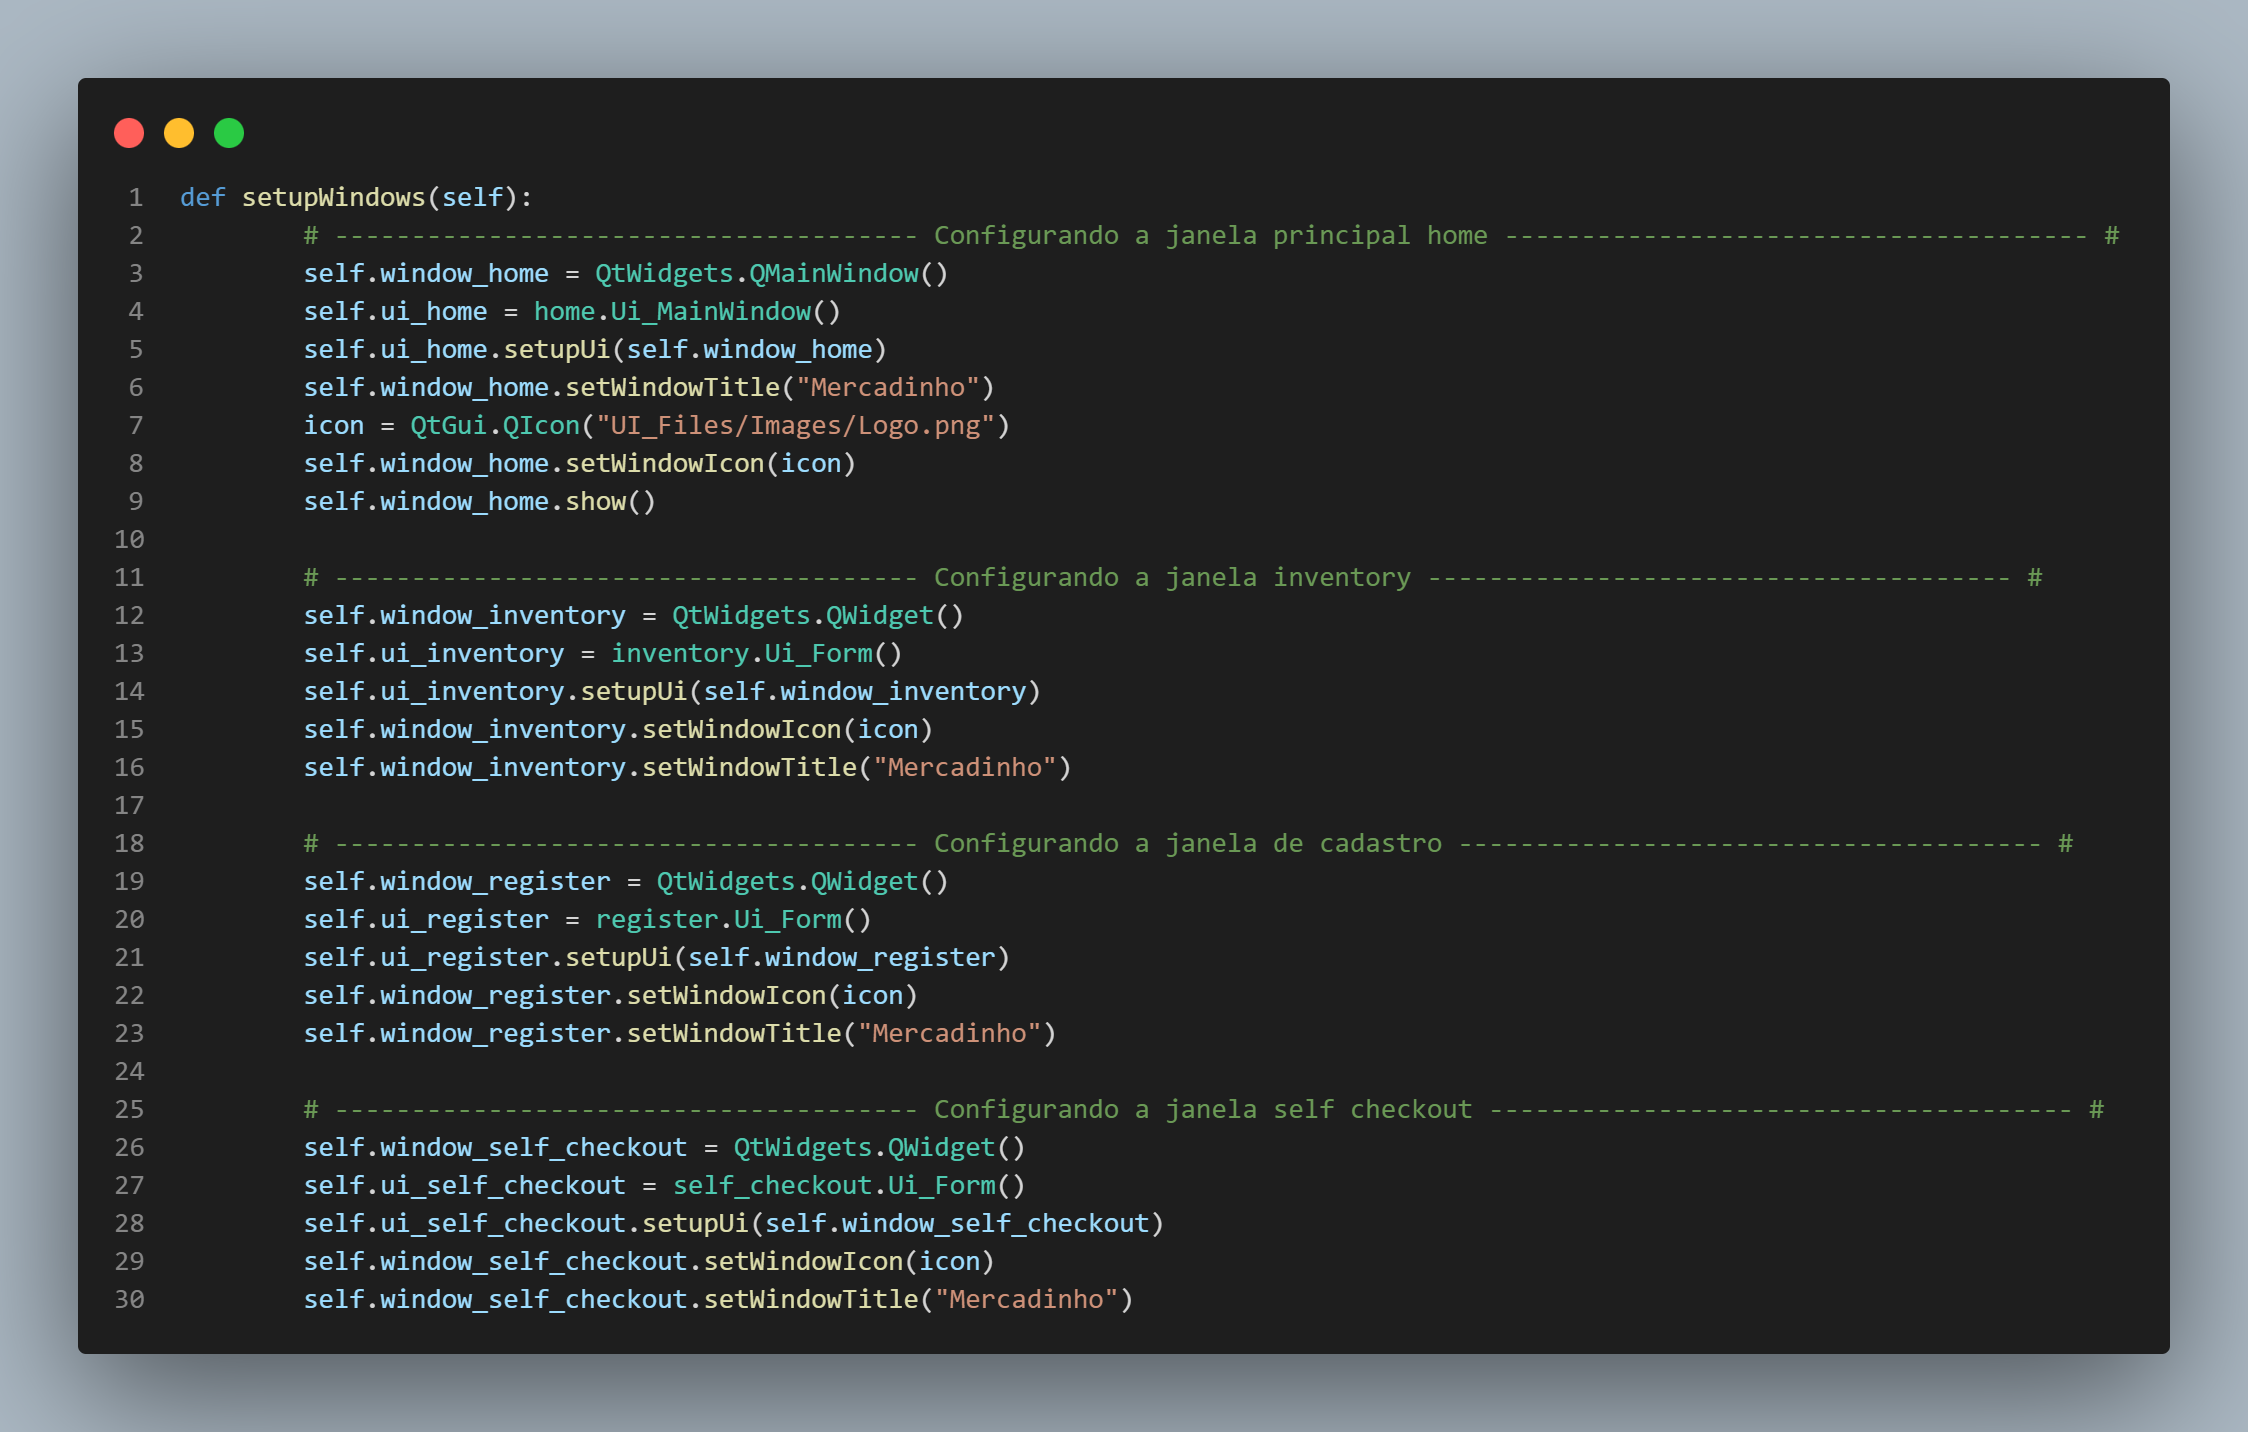 1 def setupWindows(self):
2 # -------------------------------------- Configurando a janela principal home -------------------------------------- #
3 self.window_home = QtWidgets.QMainWindow()
4 self.ui_home = home.Ui_MainWindow()
5 self.ui_home.setupUi(self.window_home)
6 self.window_home.setWindowTitle("Mercadinho")
7 icon = QtGui.QIcon("UI_Files/Images/Logo.png")
8 self.window_home.setWindowIcon(icon)
9 self.window_home.show()
10
11 # -------------------------------------- Configurando a janela inventory -------------------------------------- #
12 self.window_inventory = QtWidgets.QWidget()
13 self.ui_inventory = inventory.Ui_Form()
14 self.ui_inventory.setupUi(self.window_inventory)
15 self.window_inventory.setWindowIcon(icon)
16 self.window_inventory.setWindowTitle("Mercadinho")
17
18 # -------------------------------------- Configurando a janela de cadastro -------------------------------------- #
19 self.window_register = QtWidgets.QWidget()
20 self.ui_register = register.Ui_Form()
21 self.ui_register.setupUi(self.window_register)
22 self.window_register.setWindowIcon(icon)
23 self.window_register.setWindowTitle("Mercadinho")
24
25 # -------------------------------------- Configurando a janela self checkout -------------------------------------- #
26 self.window_self_checkout = QtWidgets.QWidget()
27 self.ui_self_checkout = self_checkout.Ui_Form()
28 self.ui_self_checkout.setupUi(self.window_self_checkout)
29 self.window_self_checkout.setWindowIcon(icon)
30 self.window_self_checkout.setWindowTitle("Mercadinho")